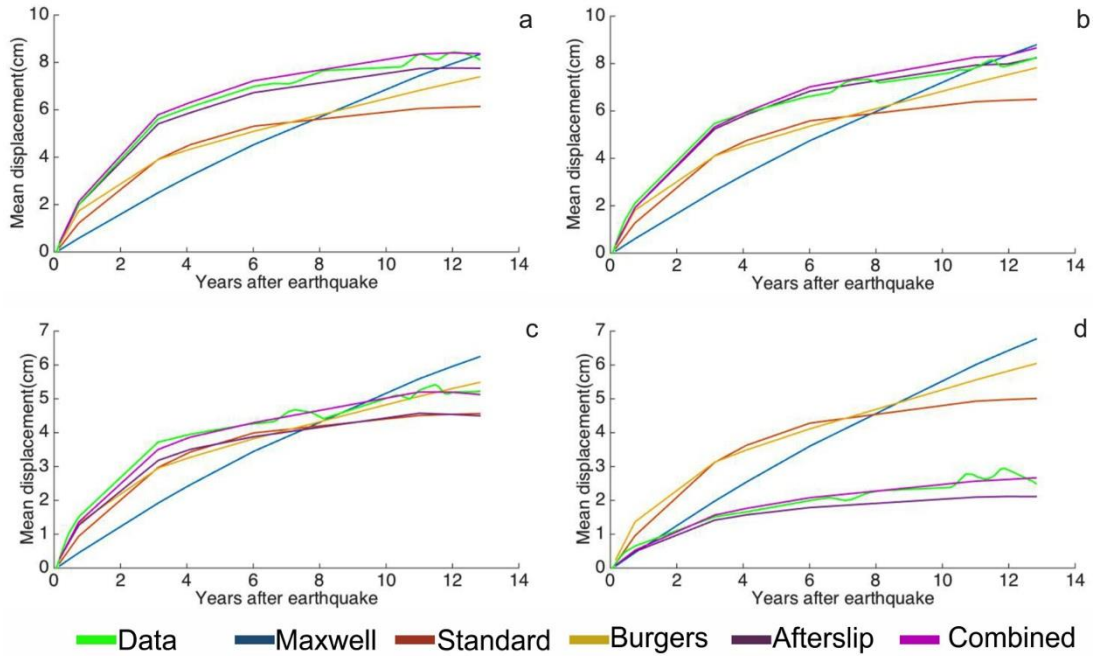 a
Mean displacement(cm)
10
8
6
4
2
0
0 2 4 6 8 10 12 14
Years after earthquake
b
Mean displacement(cm)
10
8
6
4
2
0
0 2 4 6 8 10 12 14
Years after earthquake
c
Mean displacement(cm)
7
6
5
4
3
2
1
0
0 2 4 6 8 10 12 14
Years after earthquake
d
Mean displacement(cm)
7
6
5
4
3
2
1
0
0 2 4 6 8 10 12 14
Years after earthquake
Data Maxwell Standard Burgers Afterslip Combined